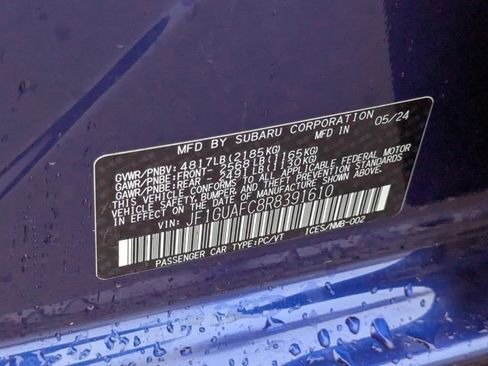 MFD BY SUBARU CORPORATION
MFD IN 05/24
GVWR/PNBV: 4817LB(2185KG)
GAWR/PNBE:FRONT- 2568LB(1165KG)
GAWR/PNBE:REAR - 2491LB(1130KG)
THIS VEHICLE CONFORMS TO ALL APPLICABLE FEDERAL MOTOR
VEHICLE SAFETY, BUMPER, AND THEFT PREVENTION STANDARDS
IN EFFECT ON THE DATE OF MANUFACTURE SHOWN ABOVE.
VIN: JF1GUAFC8R8391610
PASSENGER CAR TYPE:PC/VT ICES/NMB-002